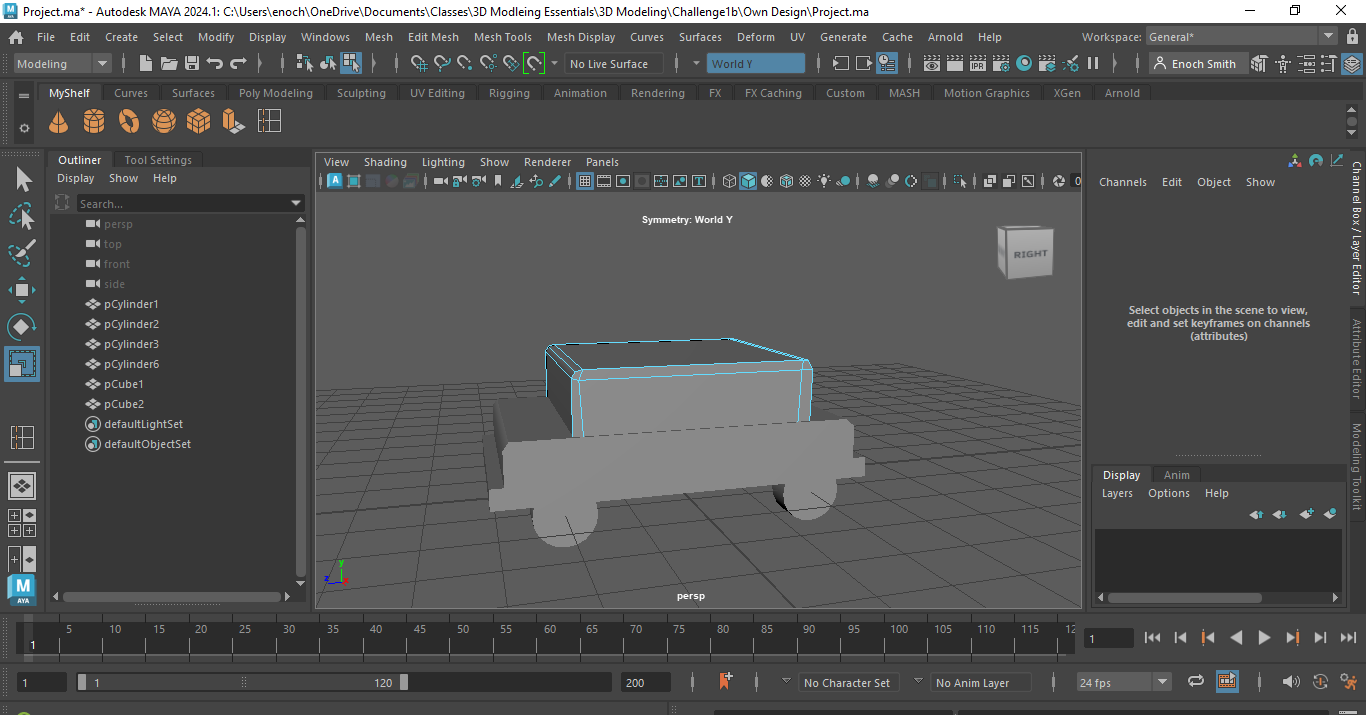 Project.ma* - Autodesk MAYA 2024.1: C:\Users\enoch\OneDrive\Documents\Classes\3D Modleing Essentials\3D Modeling\Challenge1b\Own Design\Project.ma
File Edit Create Select Modify Display Windows Mesh Edit Mesh Mesh Tools Mesh Display Curves Surfaces Deform UV Generate Cache Arnold Help Workspace: General*
Modeling No Live Surface World Y IPR Enoch Smith
MyShelf Curves Surfaces Poly Modeling Sculpting UV Editing Rigging Animation Rendering FX FX Caching Custom MASH Motion Graphics XGen Arnold
Outliner Tool Settings
Display Show Help
Search...
persp
top
front
side
pCylinder1
pCylinder2
pCylinder3
pCylinder6
pCube1
pCube2
defaultLightSet
defaultObjectSet
View Shading Lighting Show Renderer Panels
Symmetry: World Y
RIGHT
y
z
persp
Channels Edit Object Show
Select objects in the scene to view,
edit and set keyframes on channels
(attributes)
Display Anim
Layers Options Help
Channel Box / Layer Editor
Attribute Editor
Modeling Toolkit
M
AYA
5 10 15 20 25 30 35 40 45 50 55 60 65 70 75 80 85 90 95 100 105 110 115 12
1
1
1 1 120 200 No Character Set No Anim Layer 24 fps